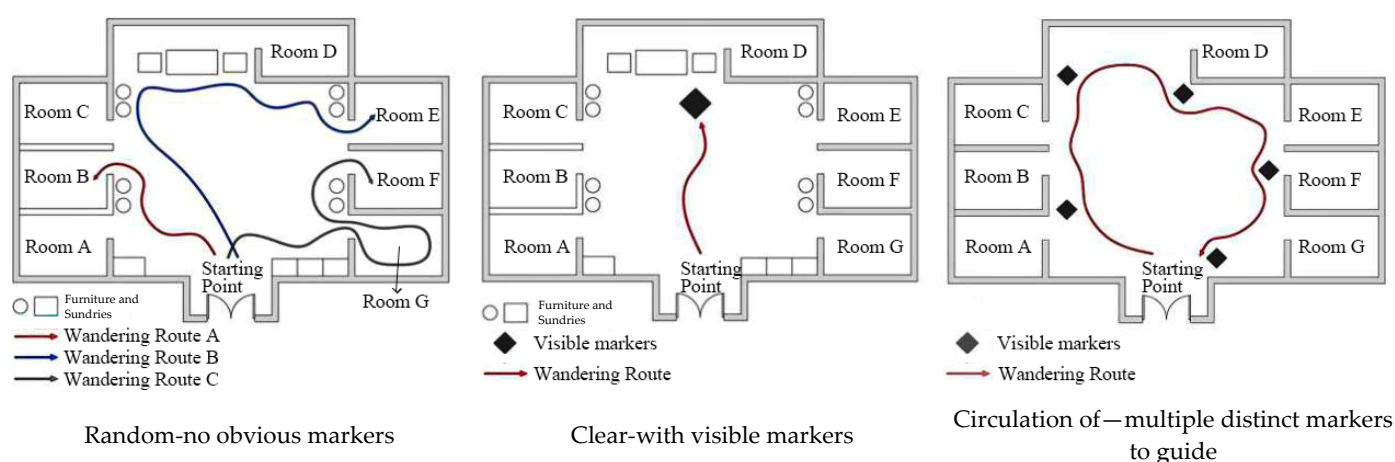 Room D
Room C
Room E
Room B
Room F
Room A
Starting
Point
Room G
Furniture and
Sundries
Wandering Route A
Wandering Route B
Wandering Route C
Random-no obvious markers
Room D
Room C
Room E
Room B
Room F
Room A
Room G
Starting
Point
Furniture and
Sundries
Visible markers
Wandering Route
Clear-with visible markers
Room D
Room C
Room E
Room B
Room F
Room A
Room G
Starting
Point
Visible markers
Wandering Route
Circulation of—multiple distinct markers
to guide